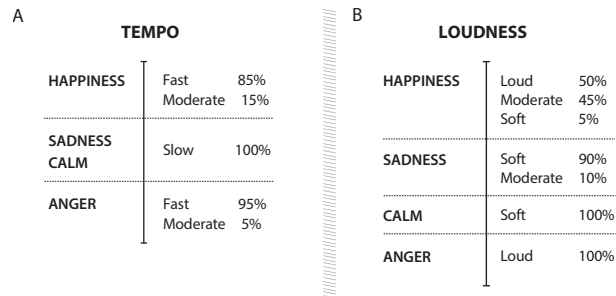 A
TEMPO
HAPPINESS Fast 85%
Moderate 15%
SADNESS
CALM
Slow 100%
ANGER Fast 95%
Moderate 5%
B
LOUDNESS
HAPPINESS Loud 50%
Moderate 45%
Soft 5%
SADNESS Soft 90%
Moderate 10%
CALM Soft 100%
ANGER Loud 100%